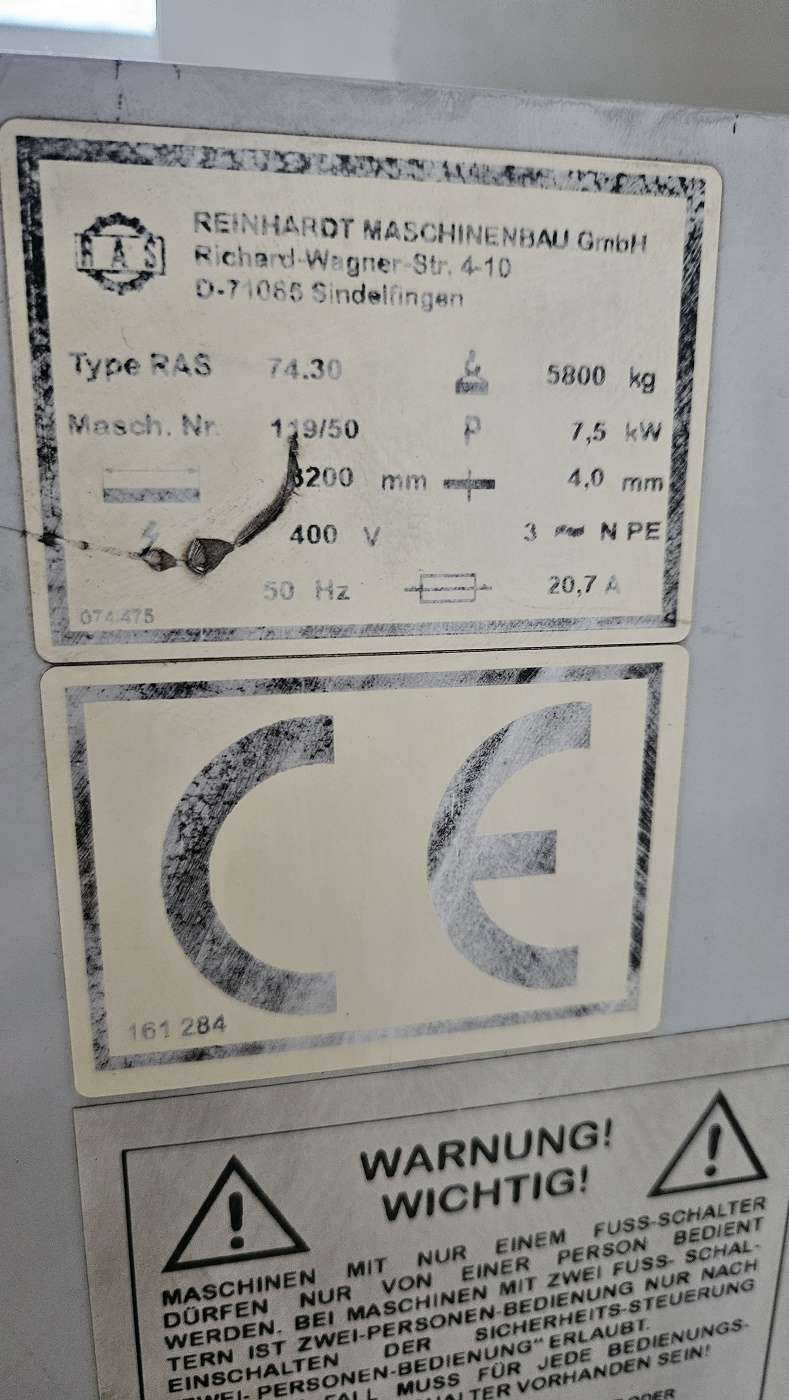 RAS
REINHARDT MASCHINENBAU GmbH
Richard-Wagner-Str. 4-10
D-71065 Sindelfingen
Type RAS 74.30 5800 kg
Masch. Nr. 119/50 P 7,5 kW
3200 mm 4,0 mm
400 V 3 ~ N PE
50 Hz 20,7 A
074 475
CE
161 284
WARNUNG!
WICHTIG!
MASCHINEN MIT NUR EINEM FUSS-SCHALTER
DÜRFEN NUR VON EINER PERSON BEDIENT
WERDEN. BEI MASCHINEN MIT ZWEI FUSS- SCHAL-
TERN IST ZWEI-PERSONEN-BEDIENUNG NUR NACH
EINSCHALTEN DER SICHERHEITS-STEUERUNG
PERSONEN-BEDIENUNG“ ERLAUBT.
FALL MUSS FÜR JEDE BEDIENUNGS-
VORHANDEN SEIN!
ODER